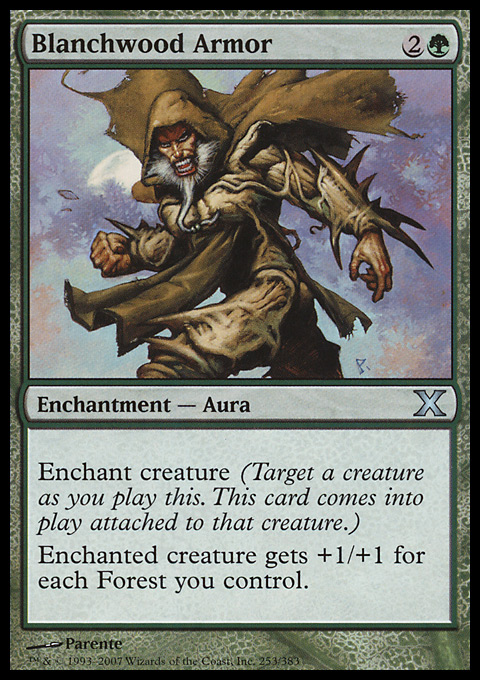 Blanchwood Armor 2
Enchantment — Aura X
Enchant creature (Target a creature
as you play this. This card comes into
play attached to that creature.)
Enchanted creature gets +1/+1 for
each Forest you control.
Parente
™ & © 1993–2007 Wizards of the Coast, Inc. 253/383